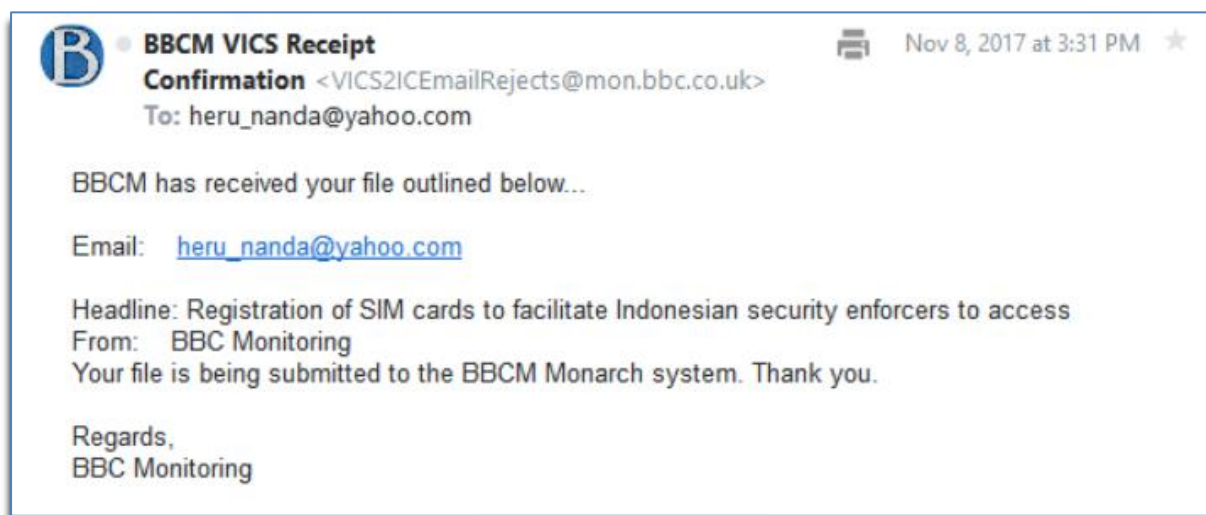 B
BBCM VICS Receipt
Nov 8, 2017 at 3:31 PM
Confirmation <VICS2ICEmailRejects@mon.bbc.co.uk>
To: heru_nanda@yahoo.com
BBCM has received your file outlined below...
Email: heru_nanda@yahoo.com
Headline: Registration of SIM cards to facilitate Indonesian security enforcers to access
From: BBC Monitoring
Your file is being submitted to the BBCM Monarch system. Thank you.
Regards,
BBC Monitoring